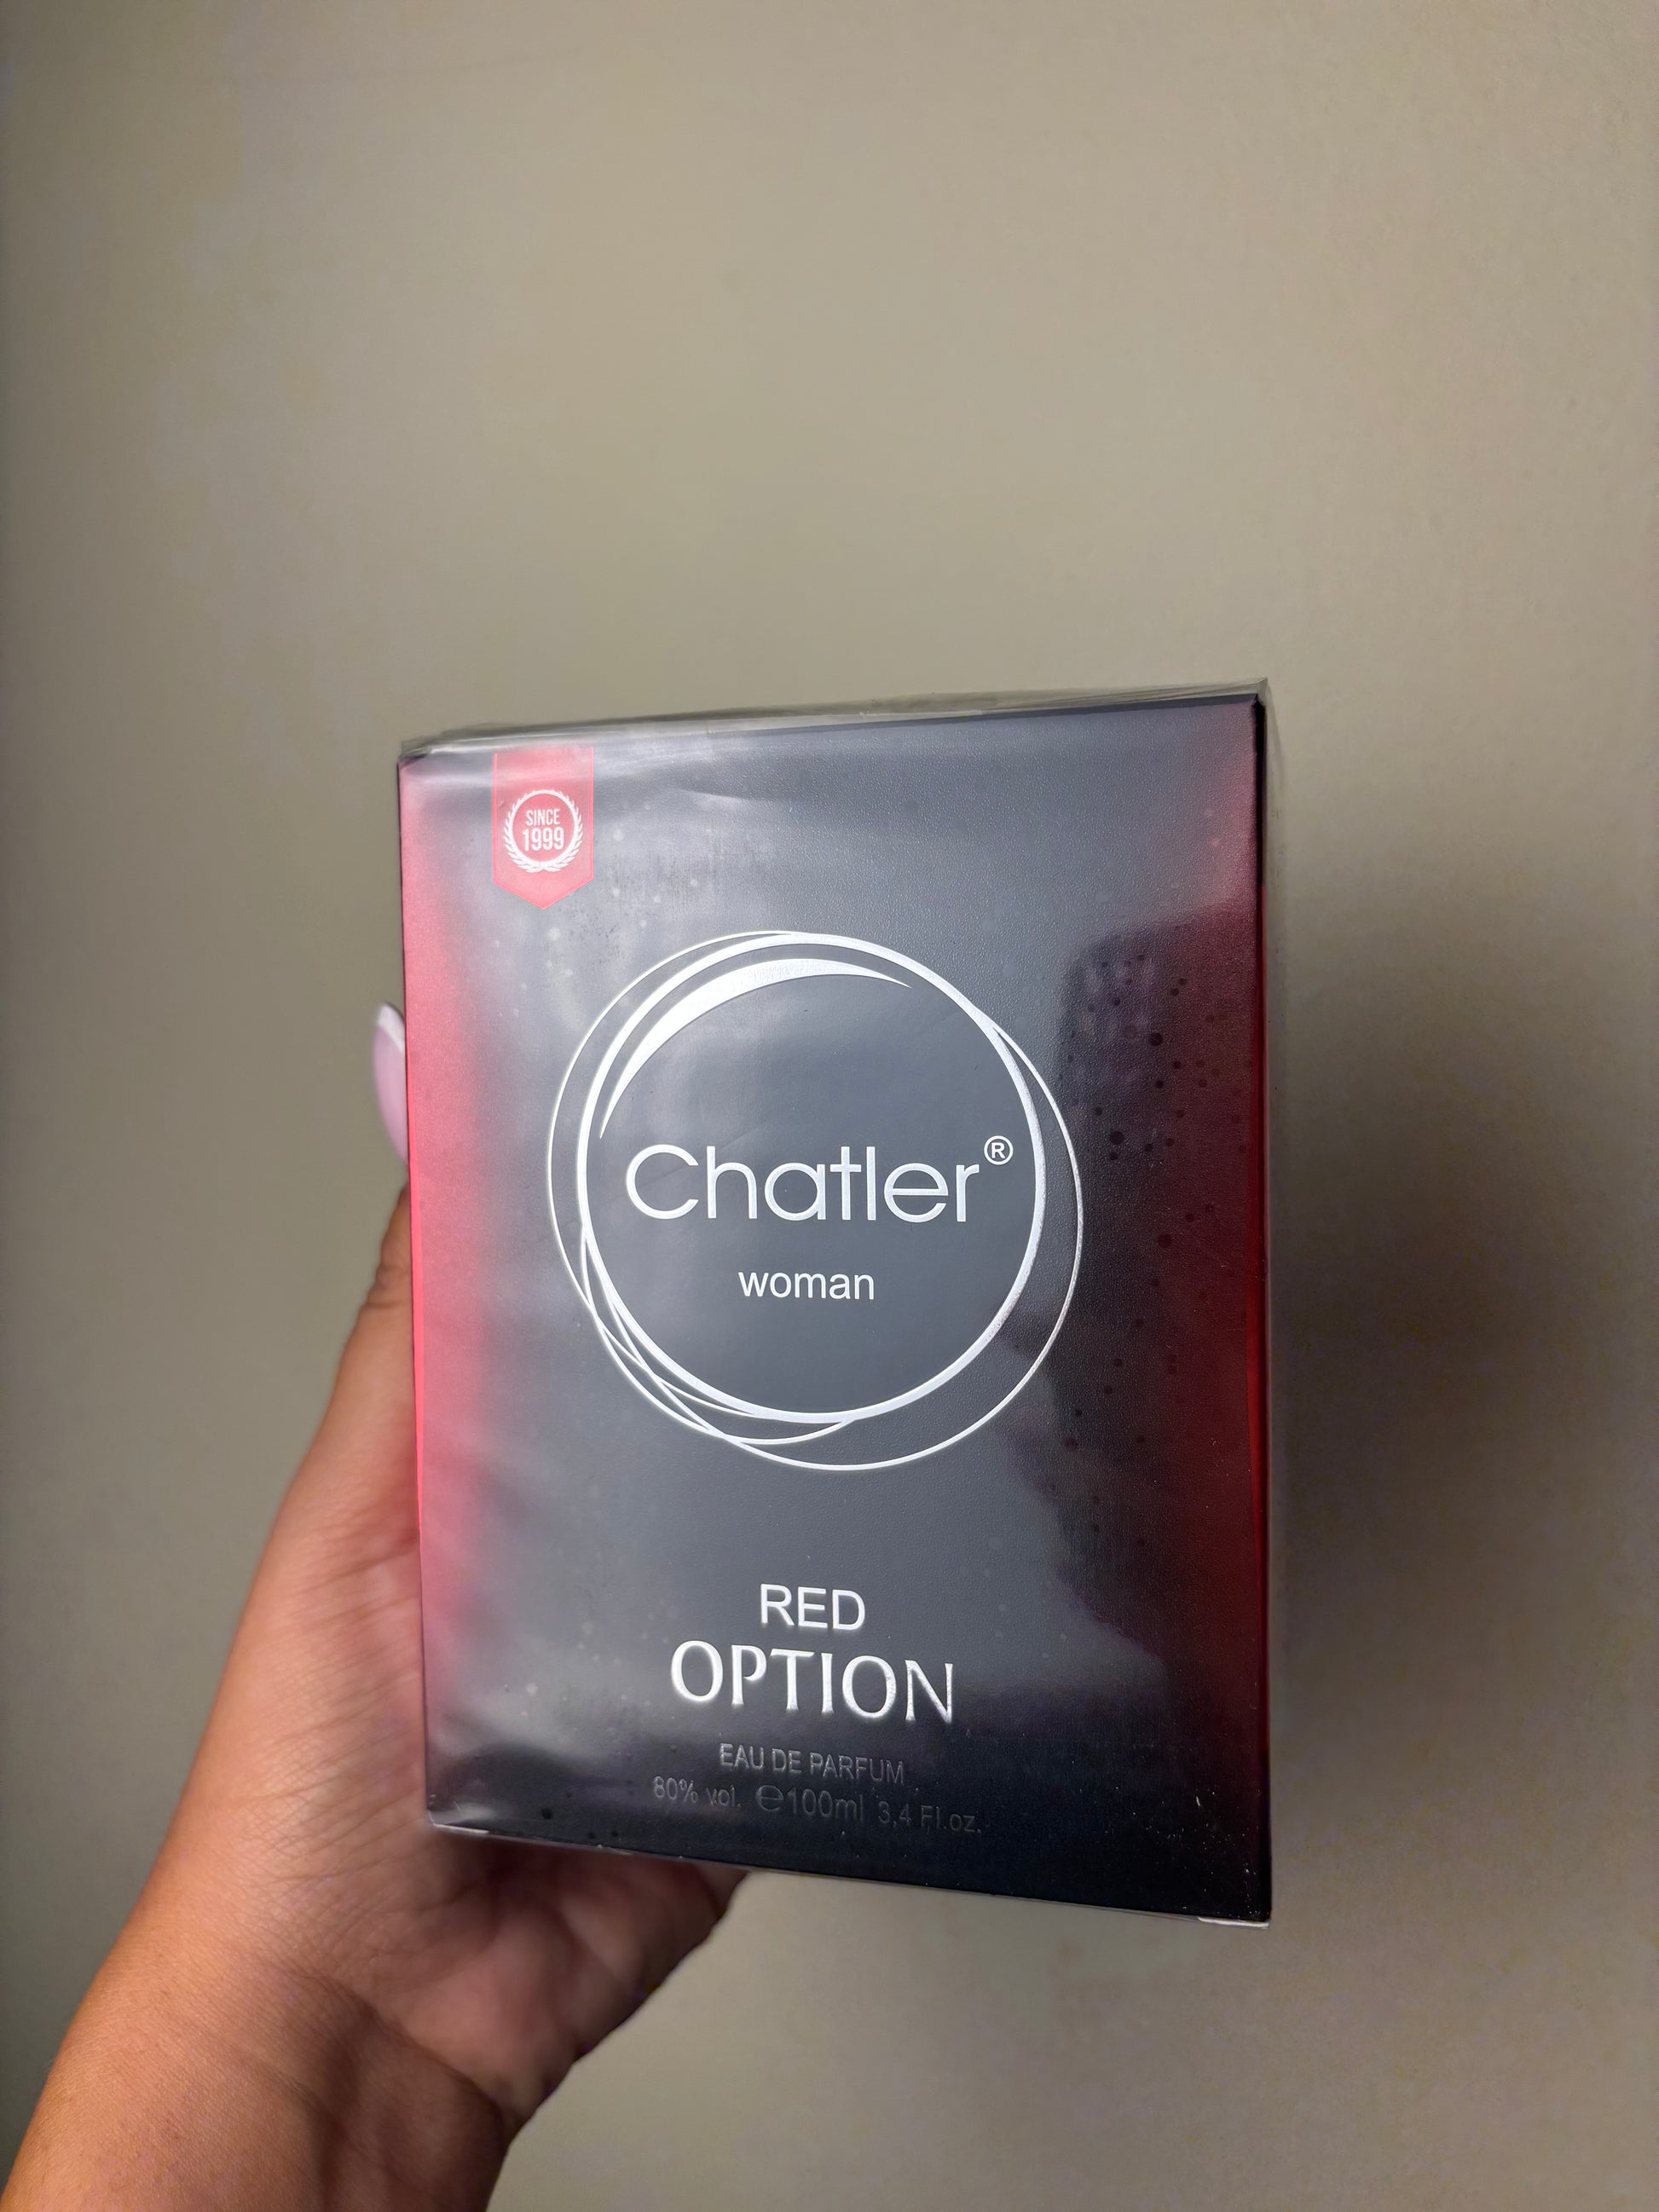 SINCE
1999
Chatler®
woman
RED
OPTION
EAU DE PARFUM
80% vol. ℮100ml 3,4 Fl.oz.